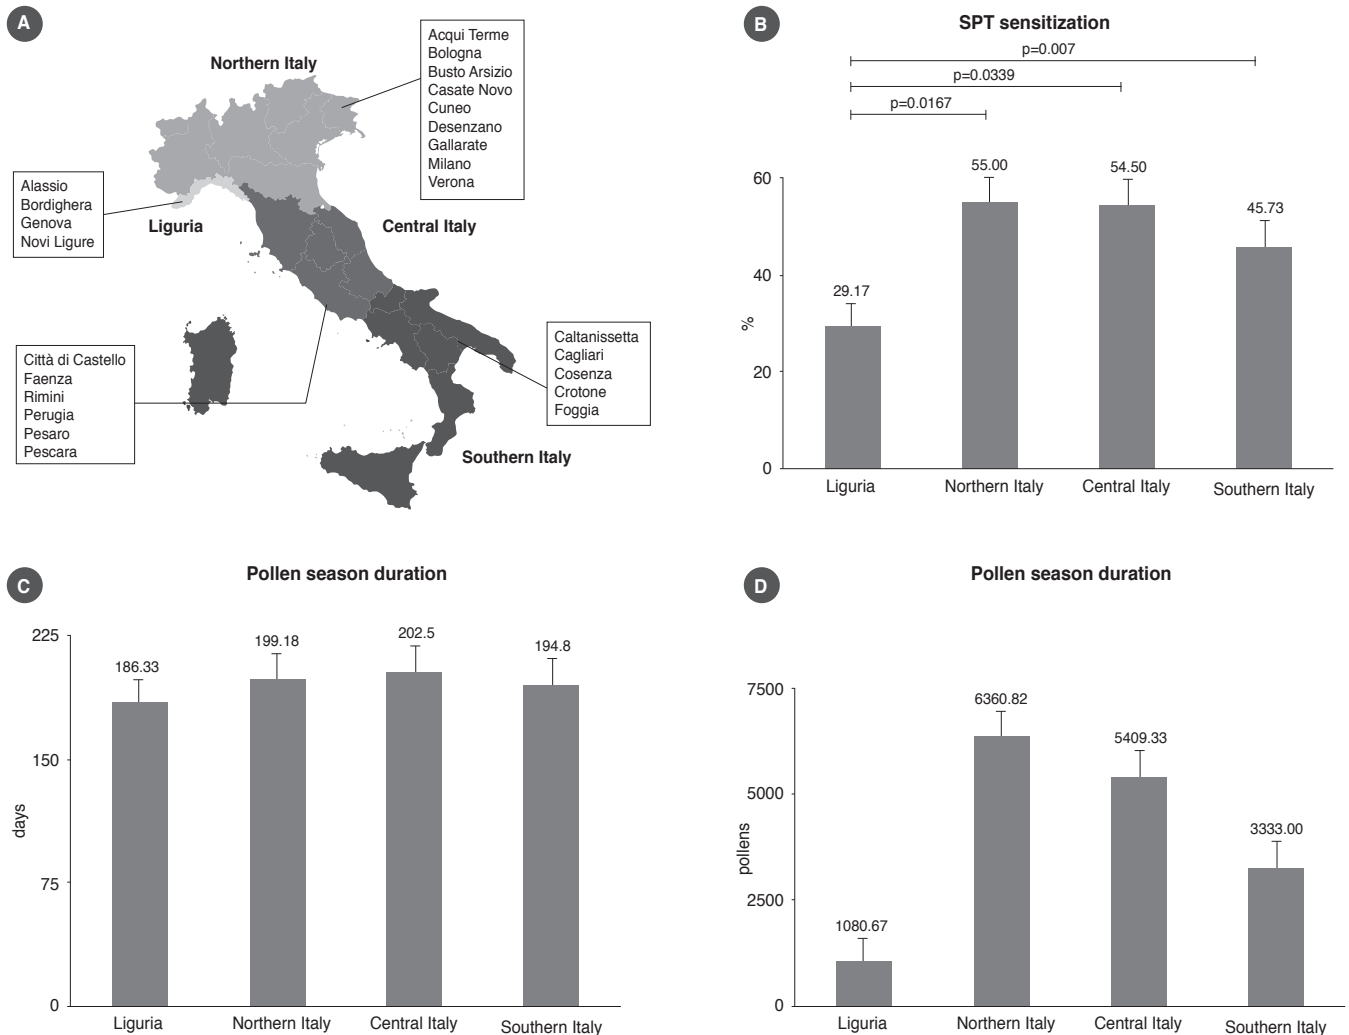 A
Northern Italy
Acqui Terme
Bologna
Busto Arsizio
Casate Novo
Cuneo
Desenzano
Gallarate
Milano
Verona
Alassio
Bordighera
Genova
Novi Ligure
Liguria
Central Italy
Città di Castello
Faenza
Rimini
Perugia
Pesaro
Pescara
Caltanissetta
Cagliari
Cosenza
Crotone
Foggia
Southern Italy
B
SPT sensitization
p=0.007
p=0.0339
p=0.0167
60
40
20
0
%
29.17
55.00
54.50
45.73
Liguria
Northern Italy
Central Italy
Southern Italy
C
Pollen season duration
225
150
75
0
days
186.33
199.18
202.5
194.8
Liguria
Northern Italy
Central Italy
Southern Italy
D
Pollen season duration
7500
5000
2500
0
pollens
1080.67
6360.82
5409.33
3333.00
Liguria
Northern Italy
Central Italy
Southern Italy